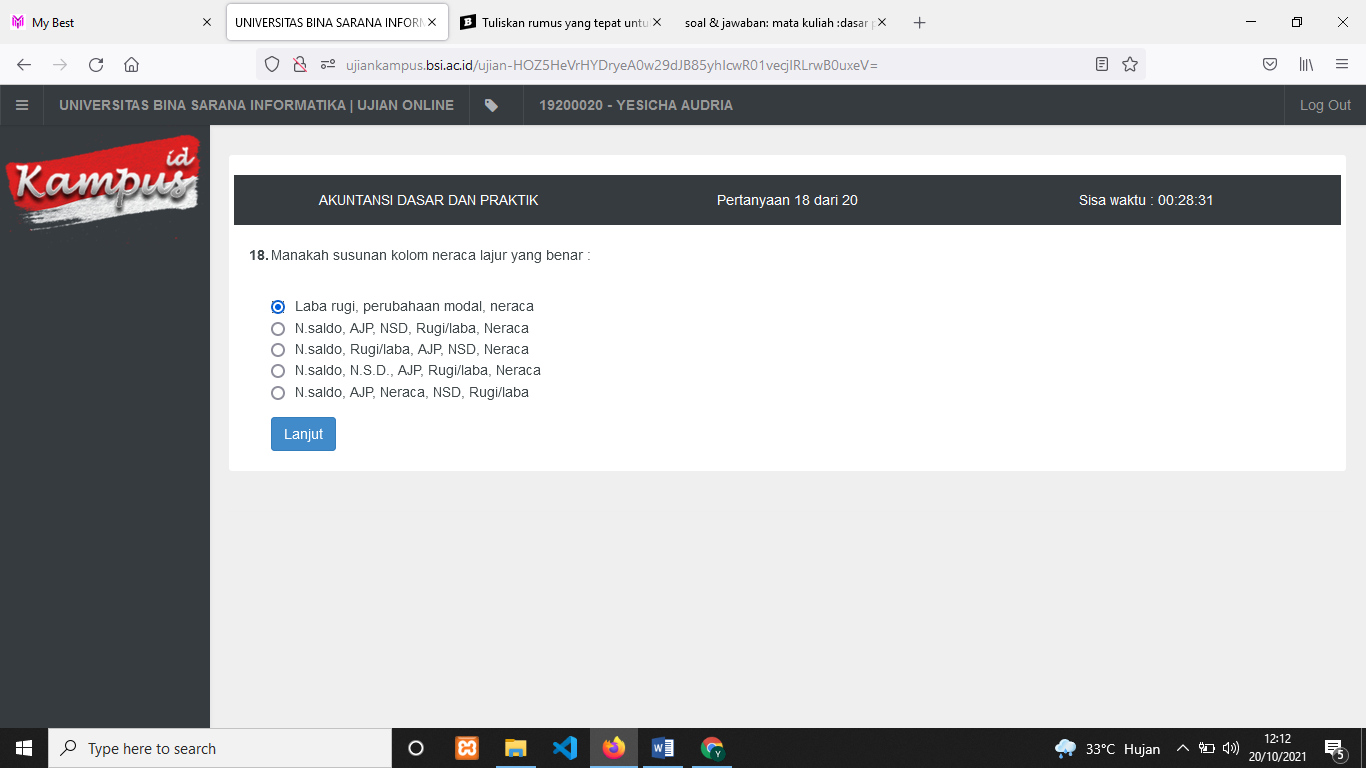 My Best
UNIVERSITAS BINA SARANA INFORM
Tuliskan rumus yang tepat untu
soal & jawaban: mata kuliah :dasar p
ujiankampus.bsi.ac.id/ujian-HOZ5HeVrHYDryeA0w29dJB85yhIcwR01vecjIRLrwB0uxeV=
UNIVERSITAS BINA SARANA INFORMATIKA | UJIAN ONLINE
19200020 - YESICHA AUDRIA
Log Out
Kampus id
AKUNTANSI DASAR DAN PRAKTIK
Pertanyaan 18 dari 20
Sisa waktu : 00:28:31
18. Manakah susunan kolom neraca lajur yang benar :
Laba rugi, perubahaan modal, neraca
N.saldo, AJP, NSD, Rugi/laba, Neraca
N.saldo, Rugi/laba, AJP, NSD, Neraca
N.saldo, N.S.D., AJP, Rugi/laba, Neraca
N.saldo, AJP, Neraca, NSD, Rugi/laba
Lanjut
Type here to search
33°C Hujan
12:12
20/10/2021
5